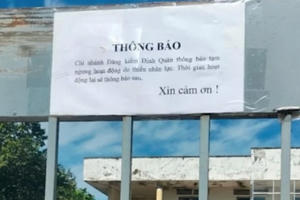 THÔNG BÁO
Chi nhánh Đăng kiểm Định Quán thông báo tạm
ngưng hoạt động do thiếu nhân lực. Thời gian hoạt
động lại sẽ thông báo sau.
Xin cảm ơn !